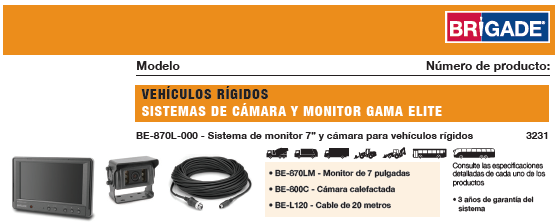 BRIGADE
Modelo Número de producto:
VEHÍCULOS RÍGIDOS
SISTEMAS DE CÁMARA Y MONITOR GAMA ELITE
BE-870L-000 - Sistema de monitor 7" y cámara para vehículos rígidos 3231
• BE-870LM - Monitor de 7 pulgadas
• BE-800C - Cámara calefactada
• BE-L120 - Cable de 20 metros
Consulte las especificaciones
detalladas de cada uno de los
productos
• 3 años de garantía del
sistema